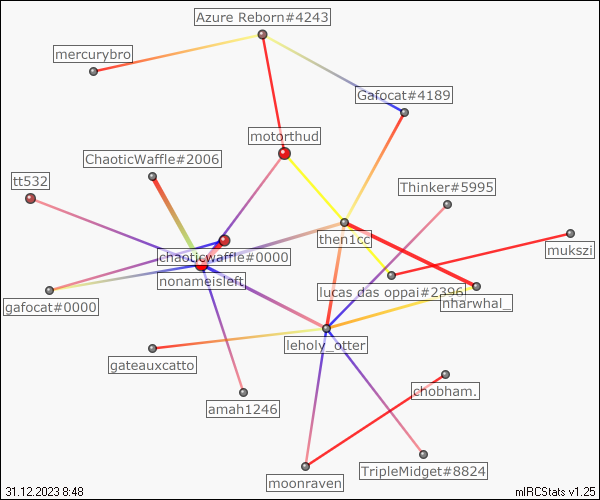 Azure Reborn#4243
mercurybro
Gafocat#4189
motorthud
ChaoticWaffle#2006
tt532
Thinker#5995
then1cc
mukszi
chaoticwaffle#0000
nonameisleft
lucas das oppai#2396
nharwhal_
gafocat#0000
leholy_otter
gateauxcatto
chobham.
amah1246
TripleMidget#8824
moonraven
31.12.2023 8:48
mIRCStats v1.25